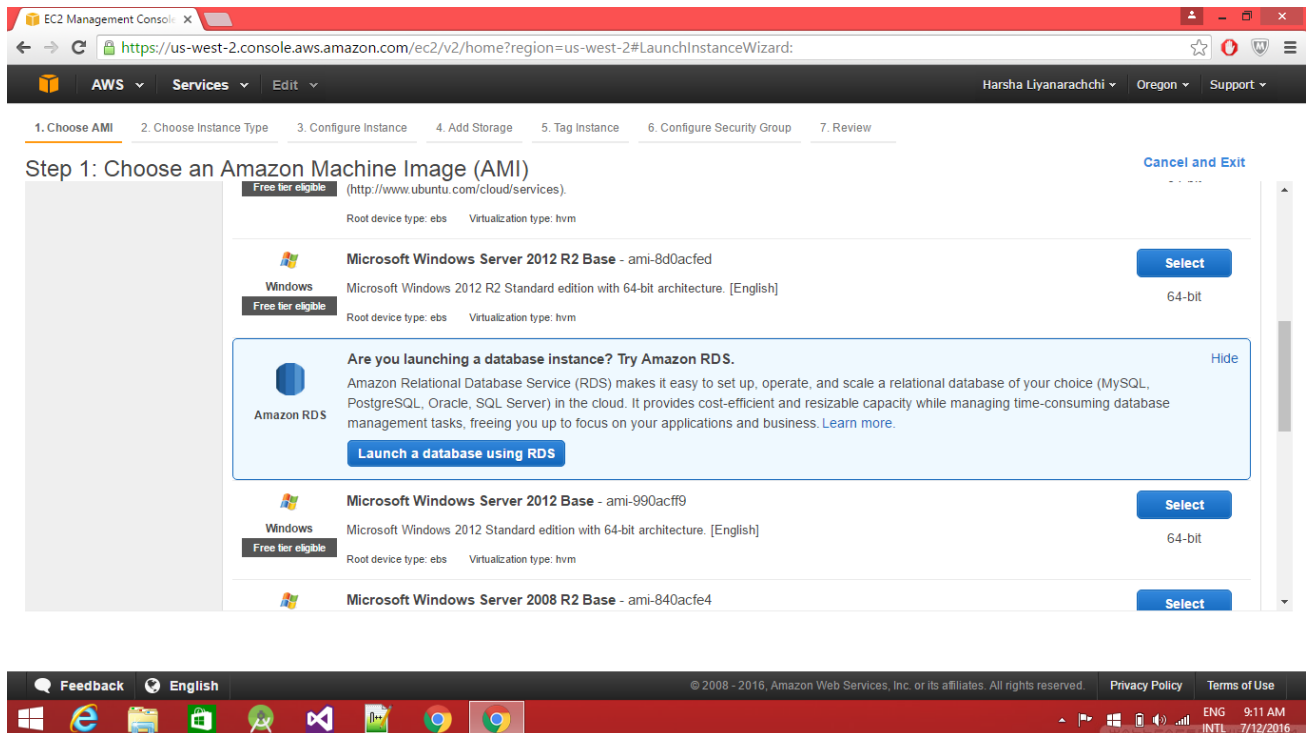 EC2 Management Console
https://us-west-2.console.aws.amazon.com/ec2/v2/home?region=us-west-2#LaunchInstanceWizard:
AWS Services Edit Harsha Liyanarachchi Oregon Support
1. Choose AMI 2. Choose Instance Type 3. Configure Instance 4. Add Storage 5. Tag Instance 6. Configure Security Group 7. Review
Step 1: Choose an Amazon Machine Image (AMI)
Cancel and Exit
Free tier eligible
(http://www.ubuntu.com/cloud/services).
Root device type: ebs Virtualization type: hvm
Windows
Free tier eligible
Microsoft Windows Server 2012 R2 Base - ami-8d0acfed
Microsoft Windows 2012 R2 Standard edition with 64-bit architecture. [English]
Root device type: ebs Virtualization type: hvm
Select
64-bit
Amazon RDS
Are you launching a database instance? Try Amazon RDS.
Hide
Amazon Relational Database Service (RDS) makes it easy to set up, operate, and scale a relational database of your choice (MySQL,
PostgreSQL, Oracle, SQL Server) in the cloud. It provides cost-efficient and resizable capacity while managing time-consuming database
management tasks, freeing you up to focus on your applications and business. Learn more.
Launch a database using RDS
Windows
Free tier eligible
Microsoft Windows Server 2012 Base - ami-990acff9
Microsoft Windows 2012 Standard edition with 64-bit architecture. [English]
Root device type: ebs Virtualization type: hvm
Select
64-bit
Microsoft Windows Server 2008 R2 Base - ami-840acfe4
Select
Feedback English
© 2008 - 2016, Amazon Web Services, Inc. or its affiliates. All rights reserved. Privacy Policy Terms of Use
ENG 9:11 AM
INTL 7/12/2016